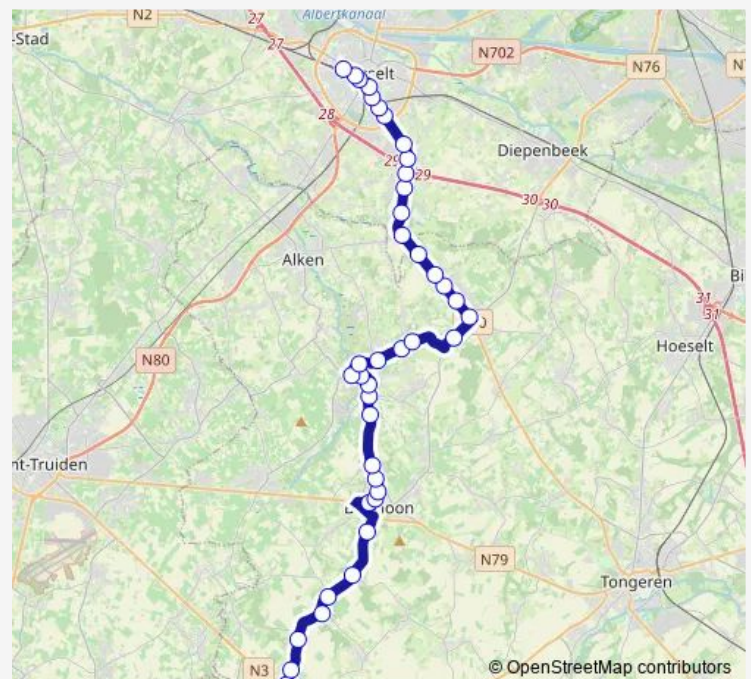 N2
27
Albertkanaal
-Stad
27
N702
N76
28
Diepenbeek
29
29
30
30
Alken
31
31
Hoeselt
N80
nt-Truiden
N79
Tongeren
N3
© OpenStreetMap contributors